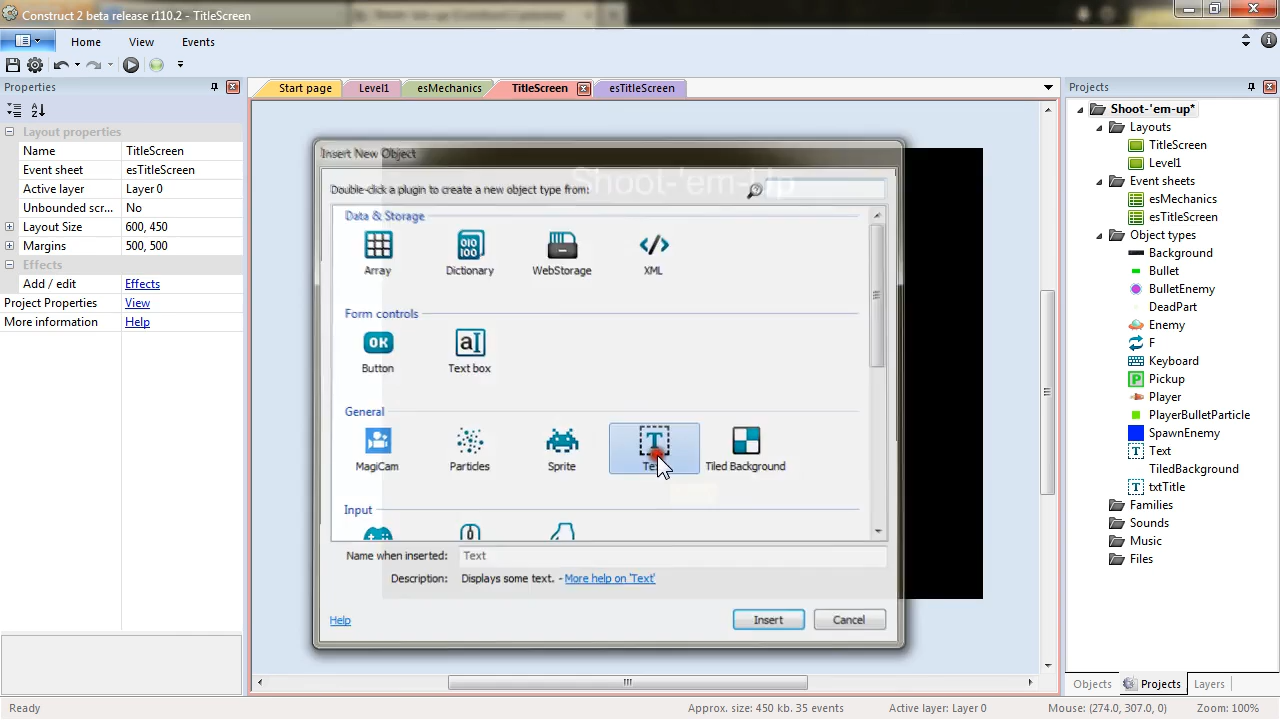 Construct 2 beta release r110.2 - TitleScreen
Home View Events
Properties
Start page Level1 esMechanics TitleScreen esTitleScreen
Projects
Layout properties
Name TitleScreen
Event sheet esTitleScreen
Active layer Layer 0
Unbounded scr... No
Layout Size 600, 450
Margins 500, 500
Effects
Add / edit Effects
Project Properties View
More information Help
Insert New Object
Shoot-'em-Up
Double-click a plugin to create a new object type from:
Data & Storage
Array Dictionary WebStorage XML
Form controls
Button Text box
General
MagiCam Particles Sprite Text Tiled Background
Input
Name when inserted: Text
Description: Displays some text. - More help on 'Text'
Help Insert Cancel
Shoot-'em-up*
Layouts
TitleScreen
Level1
Event sheets
esMechanics
esTitleScreen
Object types
Background
Bullet
BulletEnemy
DeadPart
Enemy
F
Keyboard
Pickup
Player
PlayerBulletParticle
SpawnEnemy
Text
TiledBackground
txtTitle
Families
Sounds
Music
Files
Objects Projects Layers
Ready Approx. size: 450 kb. 35 events Active layer: Layer 0 Mouse: (274.0, 307.0, 0) Zoom: 100%